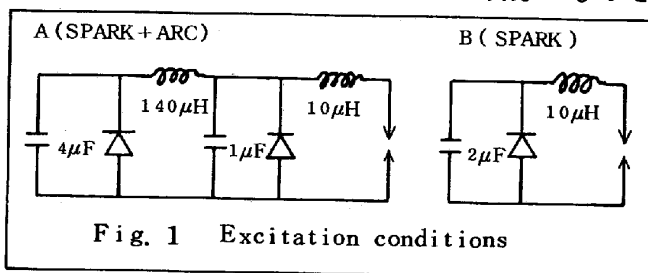 A (SPARK+ARC)
B ( SPARK )
140μH
10μH
4μF
1μF
10μH
2μF
Fig. 1 Excitation conditions